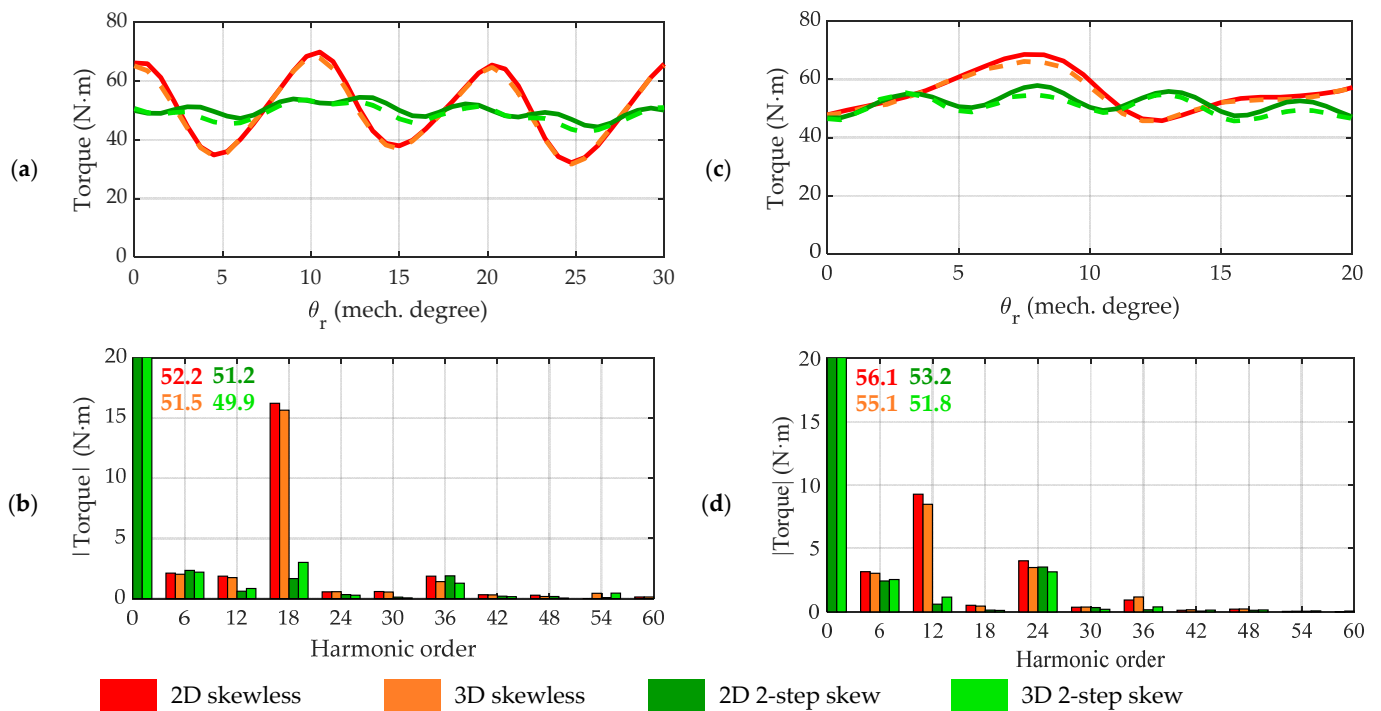 (a)
Torque (N·m)
80
60
40
20
0
0 5 10 15 20 25 30
θr (mech. degree)
(c)
Torque (N·m)
80
60
40
20
0
0 5 10 15 20
θr (mech. degree)
(b)
|Torque| (N·m)
20
15
10
5
0
52.2 51.2
51.5 49.9
0 6 12 18 24 30 36 42 48 54 60
Harmonic order
(d)
|Torque| (N·m)
20
15
10
5
0
56.1 53.2
55.1 51.8
0 6 12 18 24 30 36 42 48 54 60
Harmonic order
2D skewless 3D skewless 2D 2-step skew 3D 2-step skew